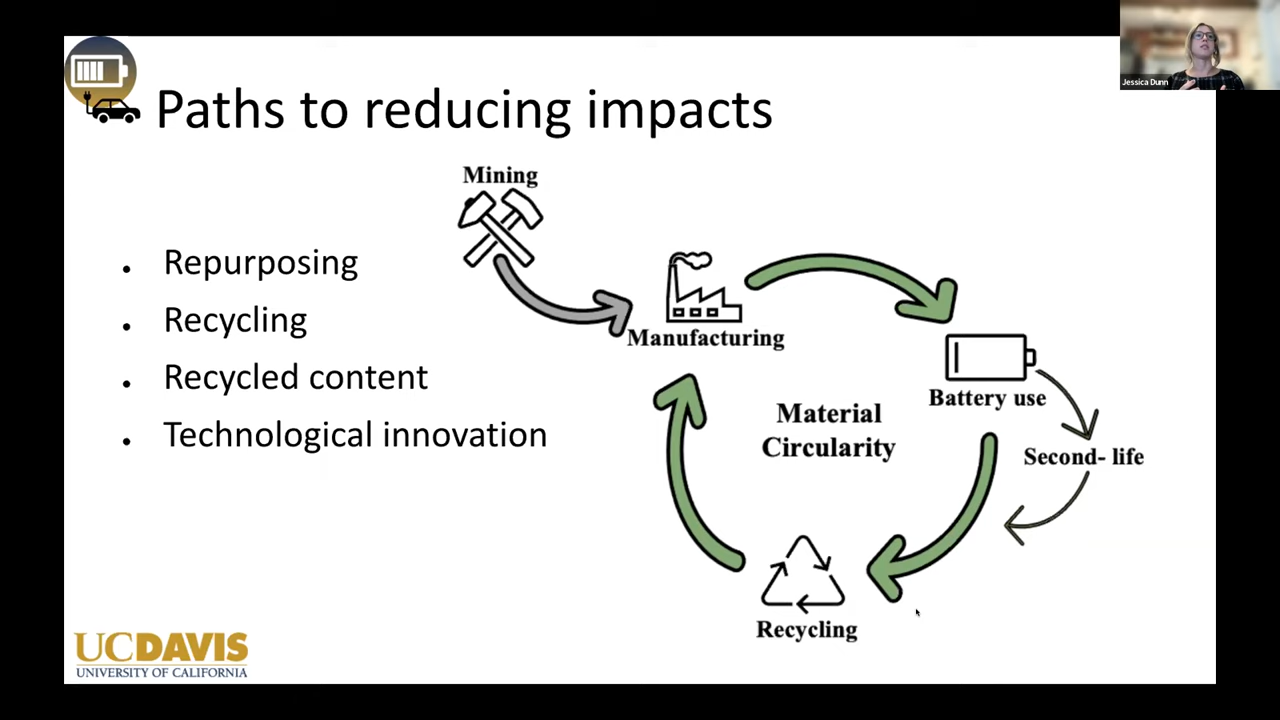 Jessica Dunn
Paths to reducing impacts
Mining
Repurposing
Recycling
Recycled content
Technological innovation
Manufacturing
Battery use
Material
Circularity
Second- life
Recycling
UCDAVIS
UNIVERSITY OF CALIFORNIA